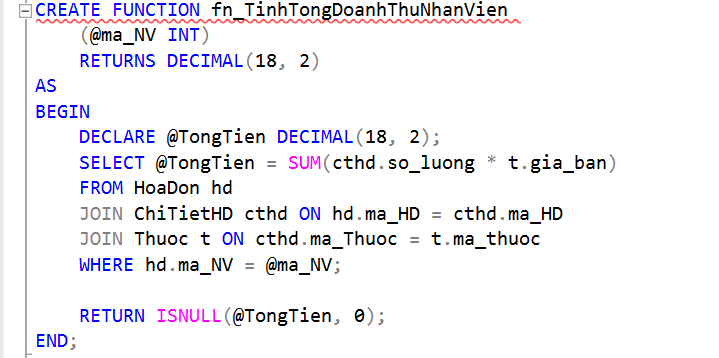 CREATE FUNCTION fn_TinhTongDoanhThuNhanVien
    (@ma_NV INT)
    RETURNS DECIMAL(18, 2)
AS
BEGIN
    DECLARE @TongTien DECIMAL(18, 2);
    SELECT @TongTien = SUM(cthd.so_luong * t.gia_ban)
    FROM HoaDon hd
    JOIN ChiTietHD cthd ON hd.ma_HD = cthd.ma_HD
    JOIN Thuoc t ON cthd.ma_Thuoc = t.ma_thuoc
    WHERE hd.ma_NV = @ma_NV;

    RETURN ISNULL(@TongTien, 0);
END;